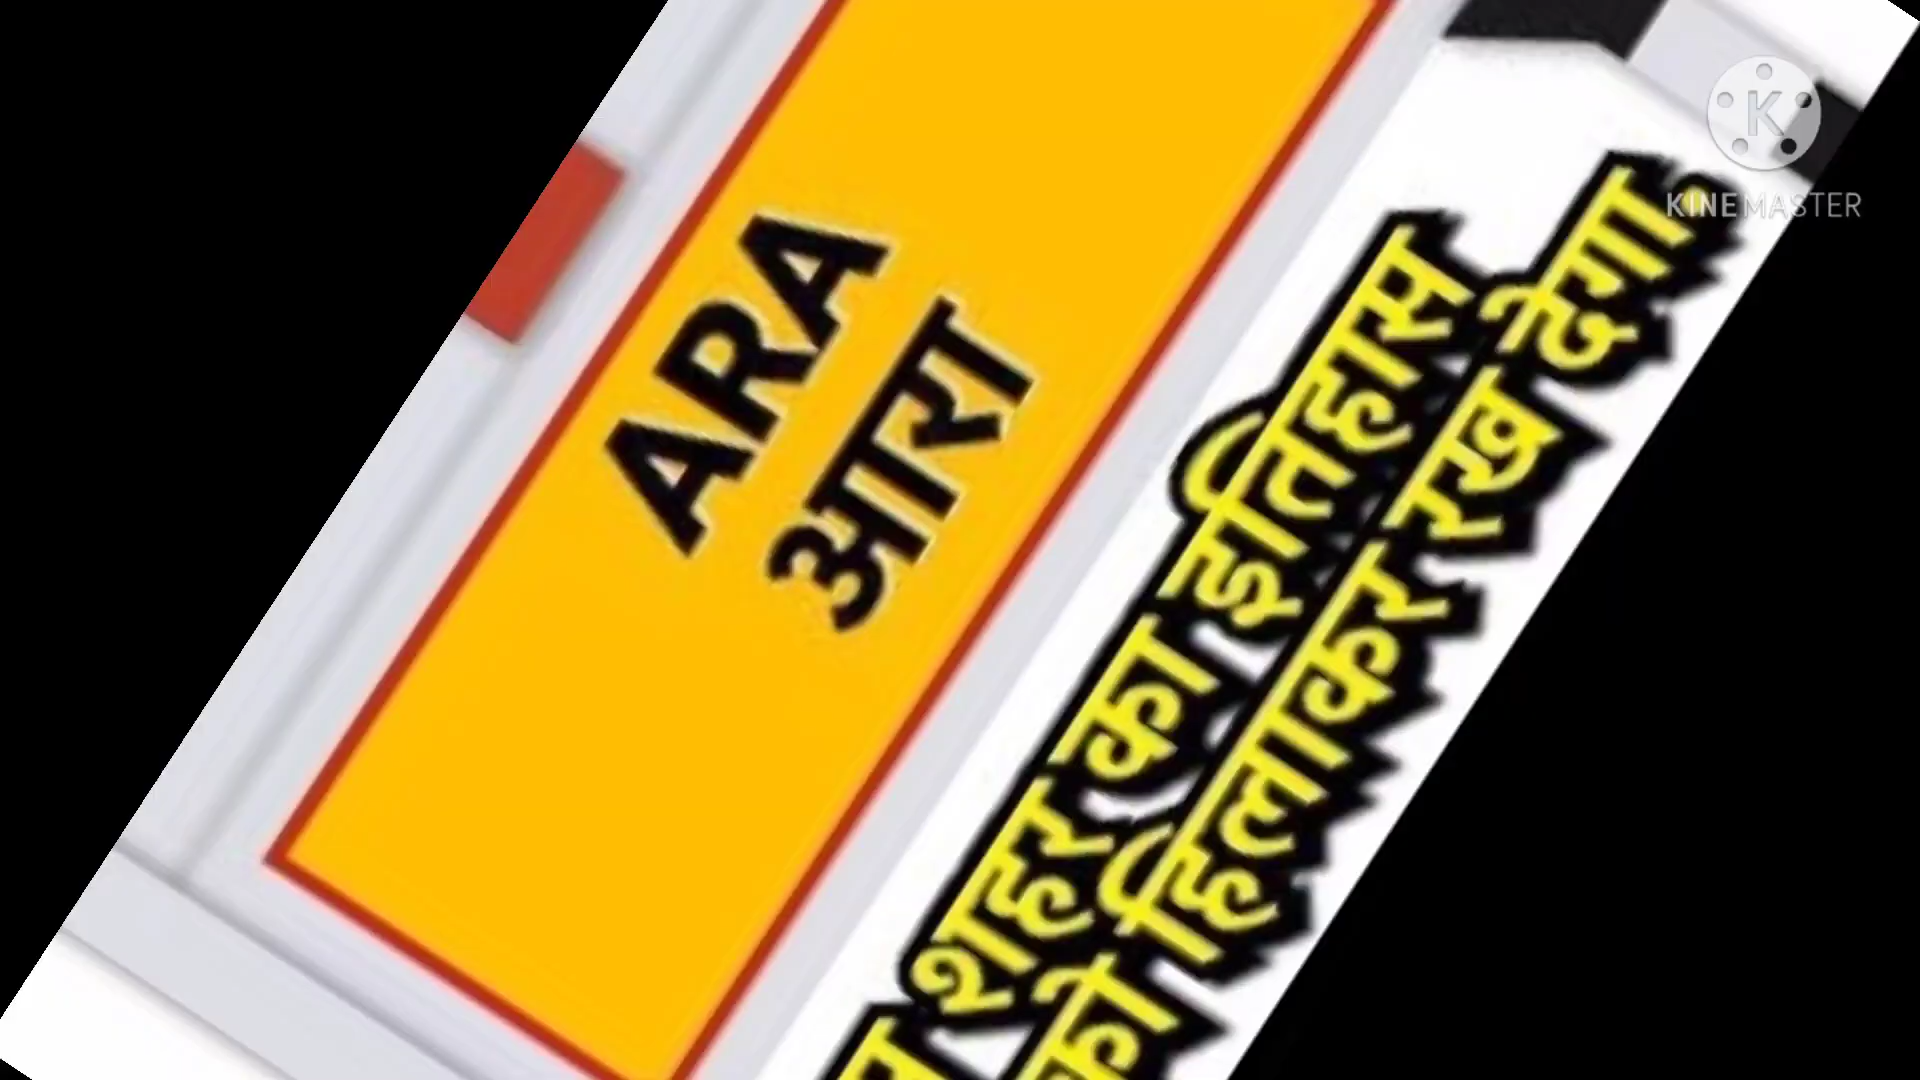 ARA
आरा
शहर का इतिहास
को हिलाकर रख देगा.
KINEMASTER